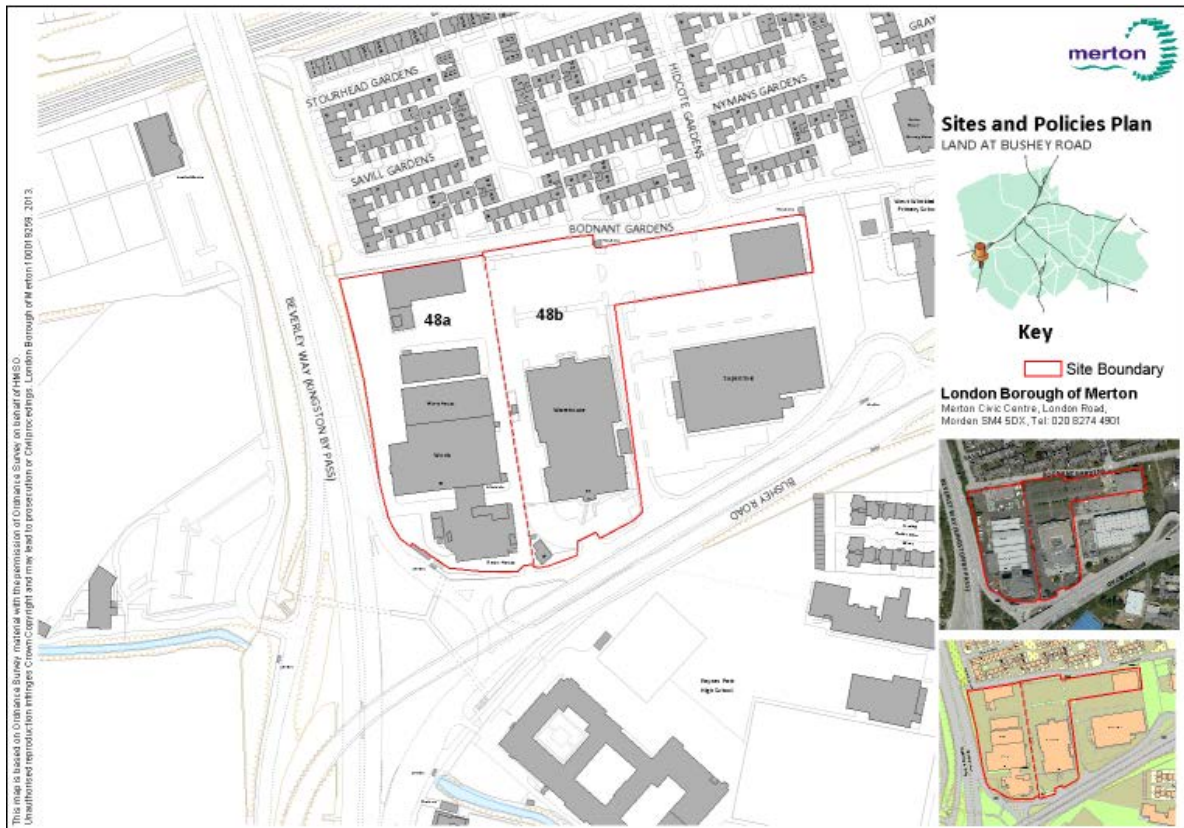 merton
Sites and Policies Plan
LAND AT BUSHEY ROAD
Key
Site Boundary
London Borough of Merton
Merton Civic Centre, London Road,
Morden SM4 5DX, Tel: 020 8274 4901
STOURHEAD GARDENS
SAVILL GARDENS
HIDCOTE GARDENS
NYMANS GARDENS
GRAY
BODNANT GARDENS
BEVERLEY WAY (KINGSTON BY PASS)
BUSHEY ROAD
48a
48b
Warehouse
Works
Warehouse
Superstore
Raynes Park
High School
Primary School
This map is based on Ordnance Survey material with the permission of Ordnance Survey on behalf of HMSO.
Unauthorised reproduction infringes Crown Copyright and may lead to prosecution or Civil procedings. London Borough of Merton 100019259. 2013.